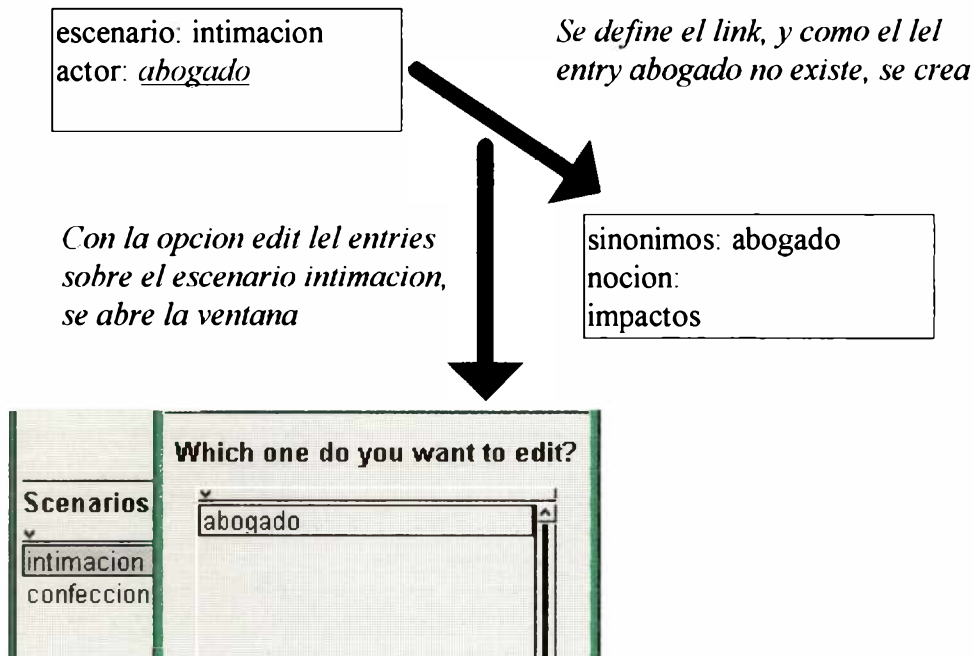 escenario: intimacion
actor: abogado
Se define el link, y como el lel
entry abogado no existe, se crea
Con la opcion edit lel entries
sobre el escenario intimacion,
se abre la ventana
sinonimos: abogado
nocion:
impactos
Which one do you want to edit?
Scenarios
abogado
intimacion
confeccion